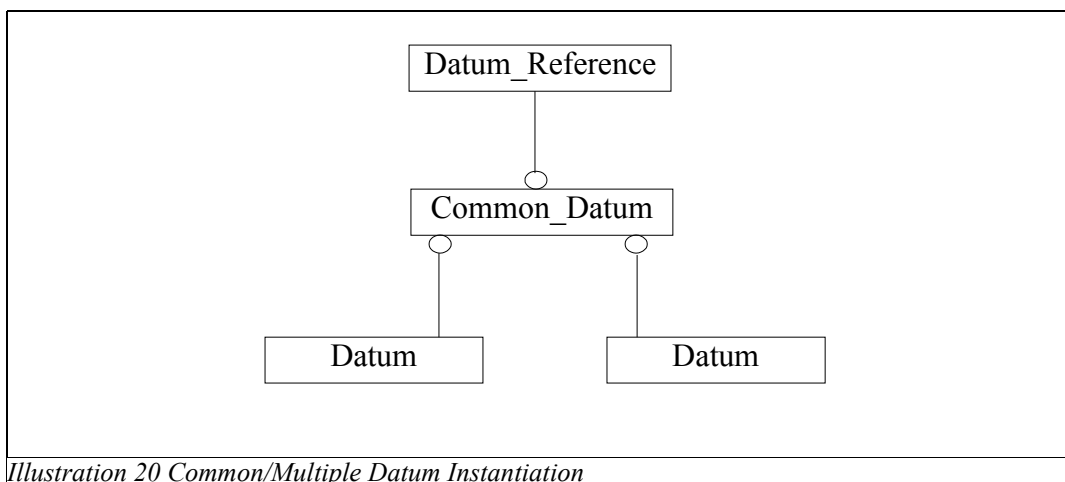 Datum_Reference
Common_Datum
Datum
Datum
Illustration 20 Common/Multiple Datum Instantiation